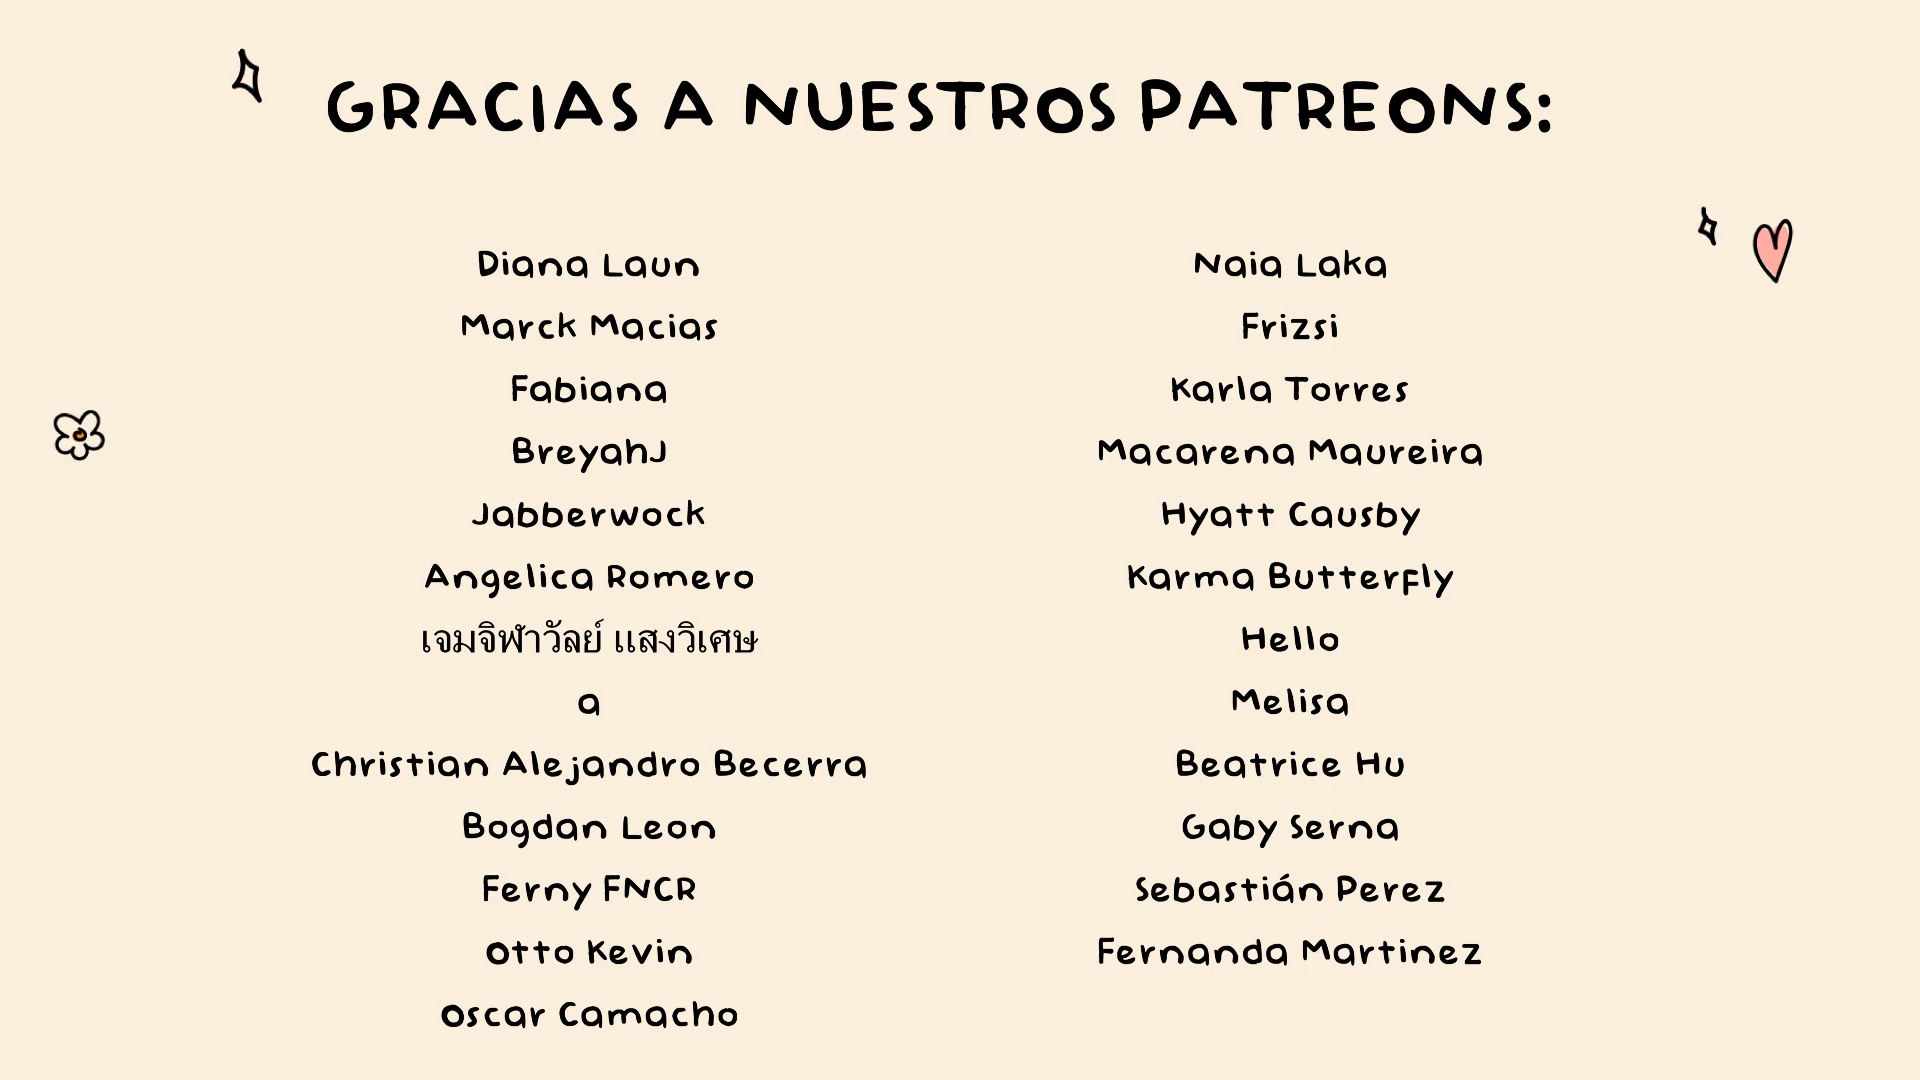 GRACIAS A NUESTROS PATREONS:
Diana Laun
Marck Macias
Fabiana
BreyahJ
Jabberwock
Angelica Romero
เจมจิฬาวัลย์ แสงวิเศษ
a
Christian Alejandro Becerra
Bogdan Leon
Ferny FNCR
Otto Kevin
Oscar Camacho
Naia Laka
Frizsi
Karla Torres
Macarena Maureira
Hyatt Causby
Karma Butterfly
Hello
Melisa
Beatrice Hu
Gaby Serna
Sebastián Perez
Fernanda Martinez